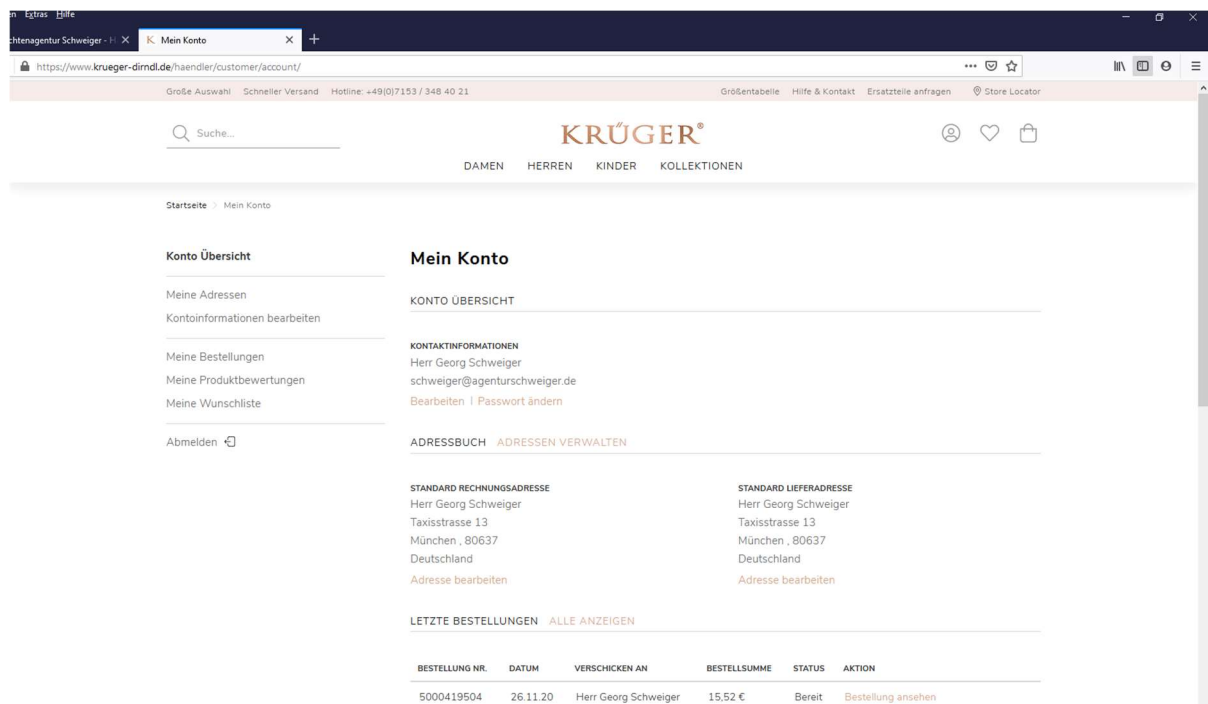 en Extras Hilfe
chtenagentur Schweiger - H
Mein Konto
https://www.krueger-dirndl.de/haendler/customer/account/
Große Auswahl Schneller Versand Hotline: +49(0)7153 / 348 40 21
Größentabelle Hilfe & Kontakt Ersatzteile anfragen Store Locator
Suche...
KRÜGER®
DAMEN HERREN KINDER KOLLEKTIONEN
Startseite > Mein Konto
Konto Übersicht
Meine Adressen
Kontoinformationen bearbeiten
Meine Bestellungen
Meine Produktbewertungen
Meine Wunschliste
Abmelden
Mein Konto
KONTO ÜBERSICHT
KONTAKTINFORMATIONEN
Herr Georg Schweiger
schweiger@agenturschweiger.de
Bearbeiten | Passwort ändern
ADRESSBUCH ADRESSEN VERWALTEN
STANDARD RECHNUNGSADRESSE
Herr Georg Schweiger
Taxisstrasse 13
München , 80637
Deutschland
Adresse bearbeiten
STANDARD LIEFERADRESSE
Herr Georg Schweiger
Taxisstrasse 13
München , 80637
Deutschland
Adresse bearbeiten
LETZTE BESTELLUNGEN ALLE ANZEIGEN
BESTELLUNG NR. DATUM VERSCHICKEN AN BESTELLSUMME STATUS AKTION
5000419504 26.11.20 Herr Georg Schweiger 15,52 € Bereit Bestellung ansehen